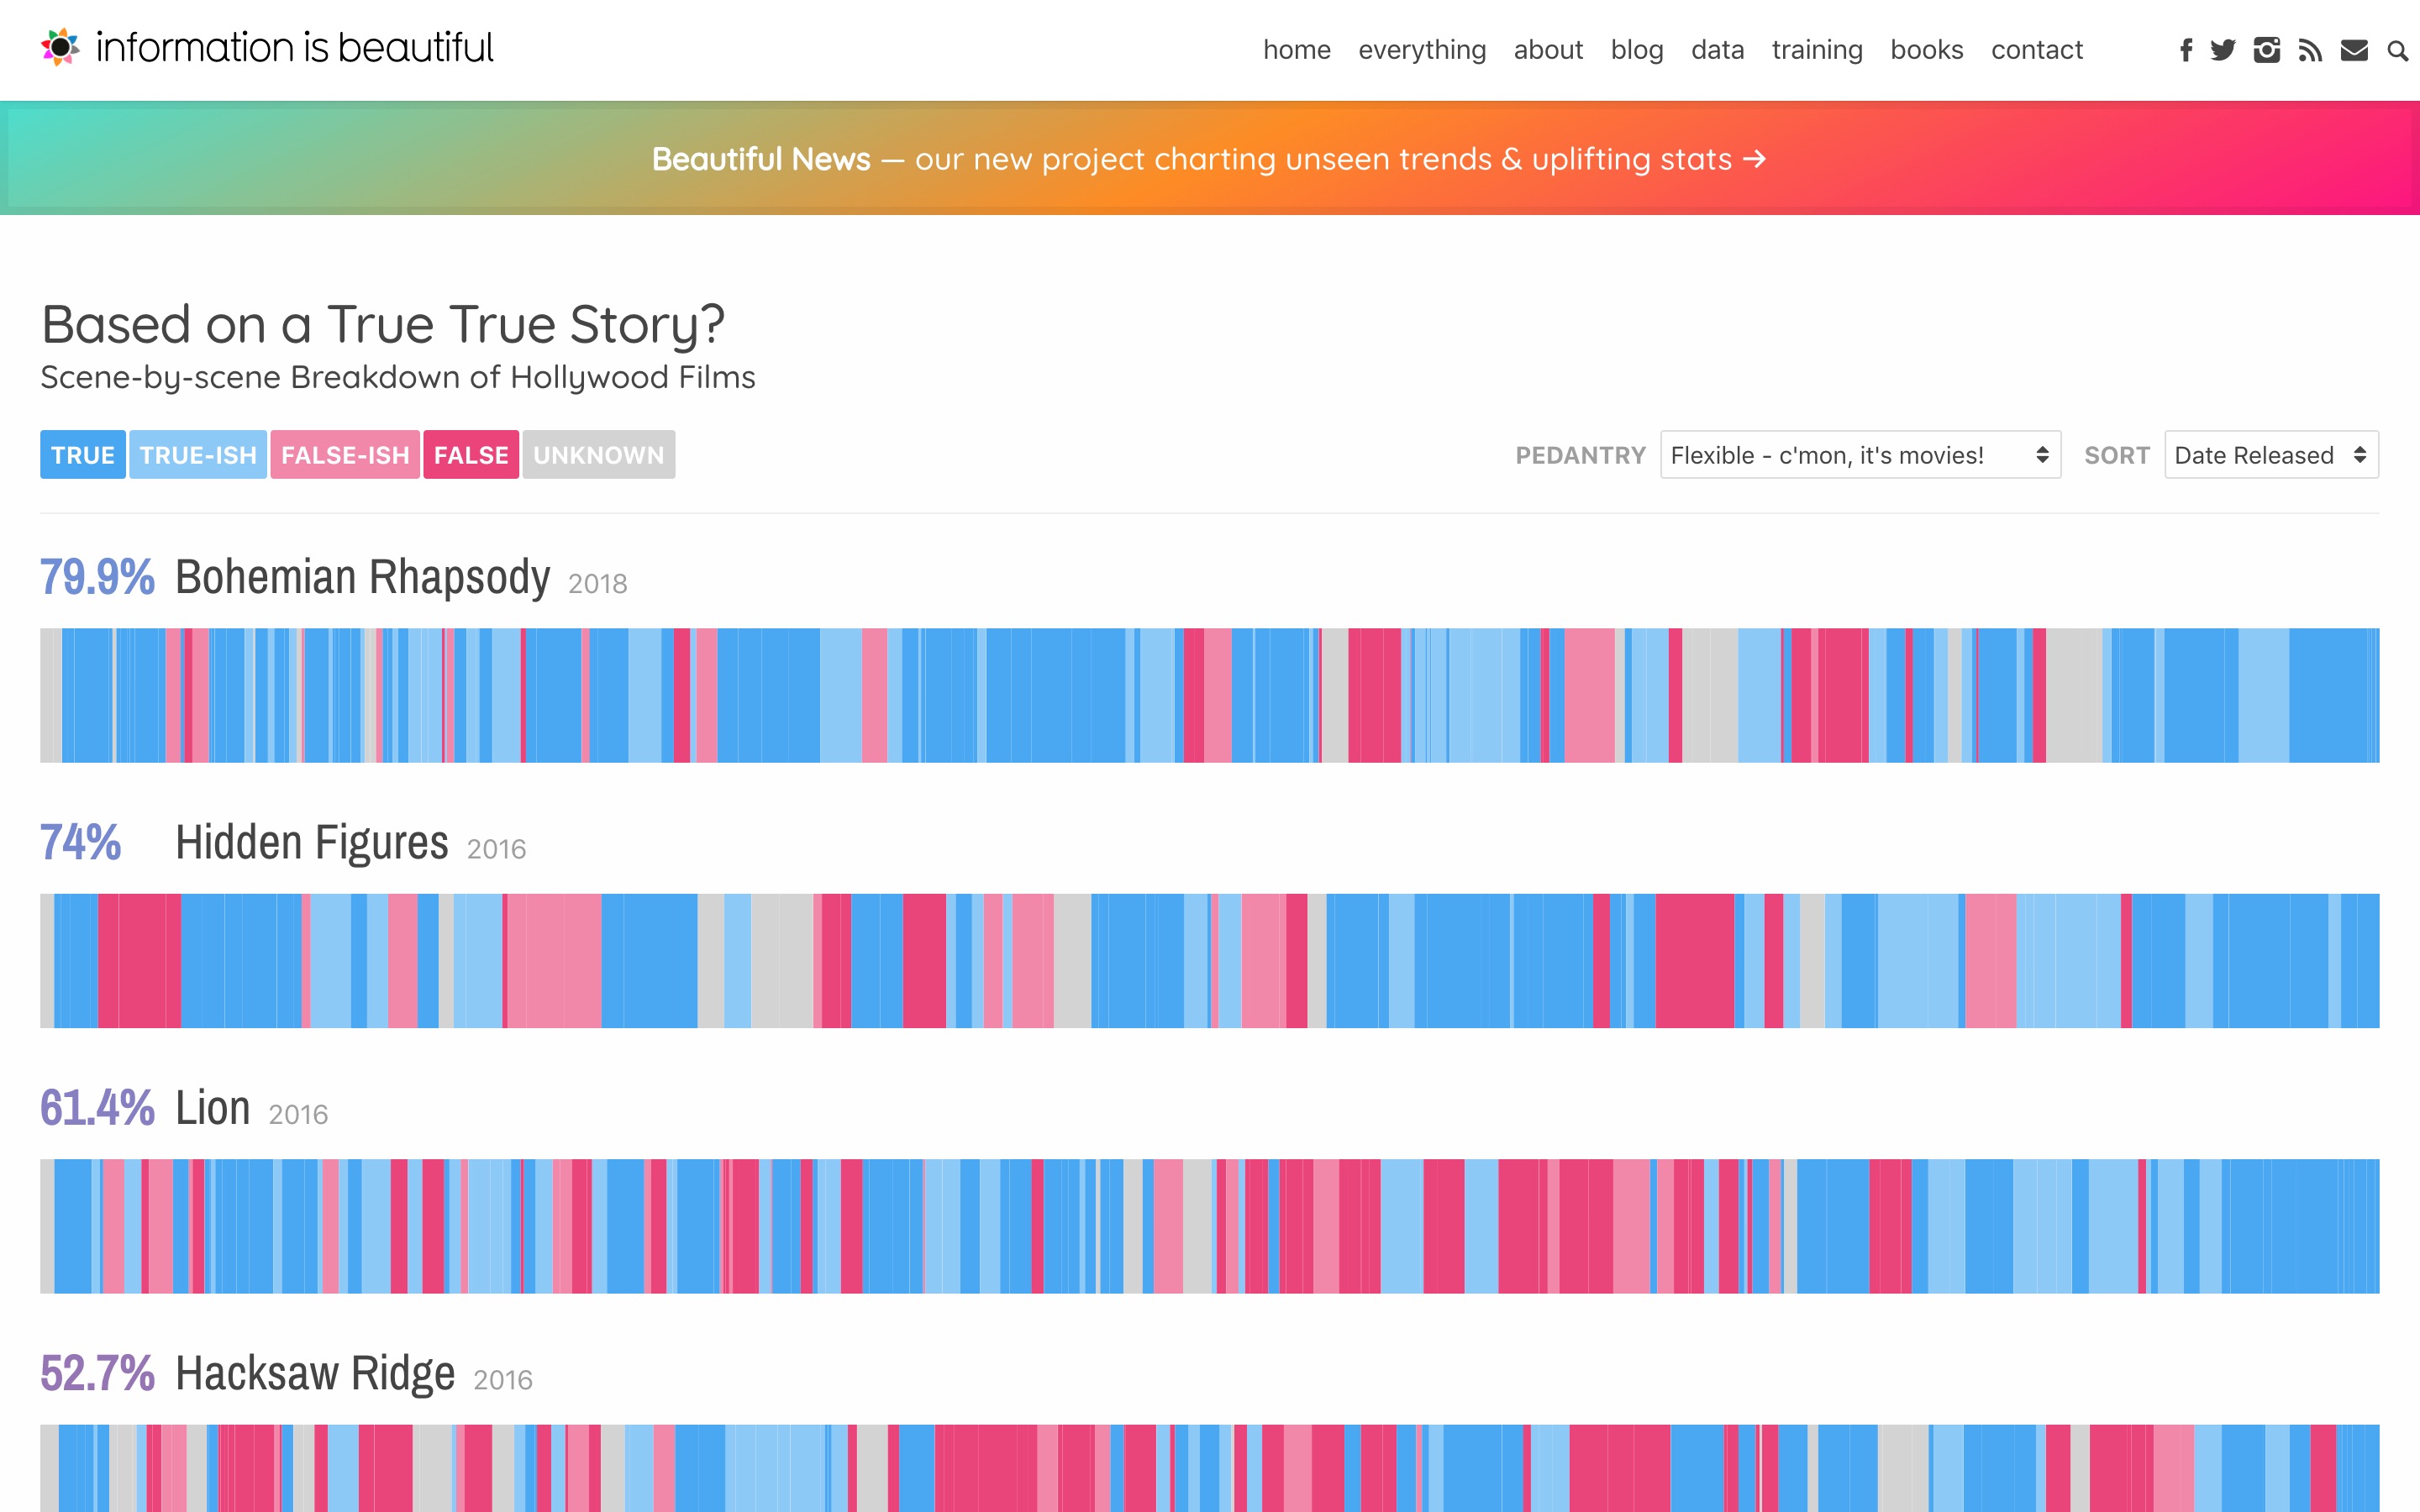 information is beautiful
home everything about blog data training books contact
Beautiful News — our new project charting unseen trends & uplifting stats →
Based on a True True Story?
Scene-by-scene Breakdown of Hollywood Films
TRUE TRUE-ISH FALSE-ISH FALSE UNKNOWN PEDANTRY Flexible - c'mon, it's movies! SORT Date Released
79.9% Bohemian Rhapsody 2018
74% Hidden Figures 2016
61.4% Lion 2016
52.7% Hacksaw Ridge 2016